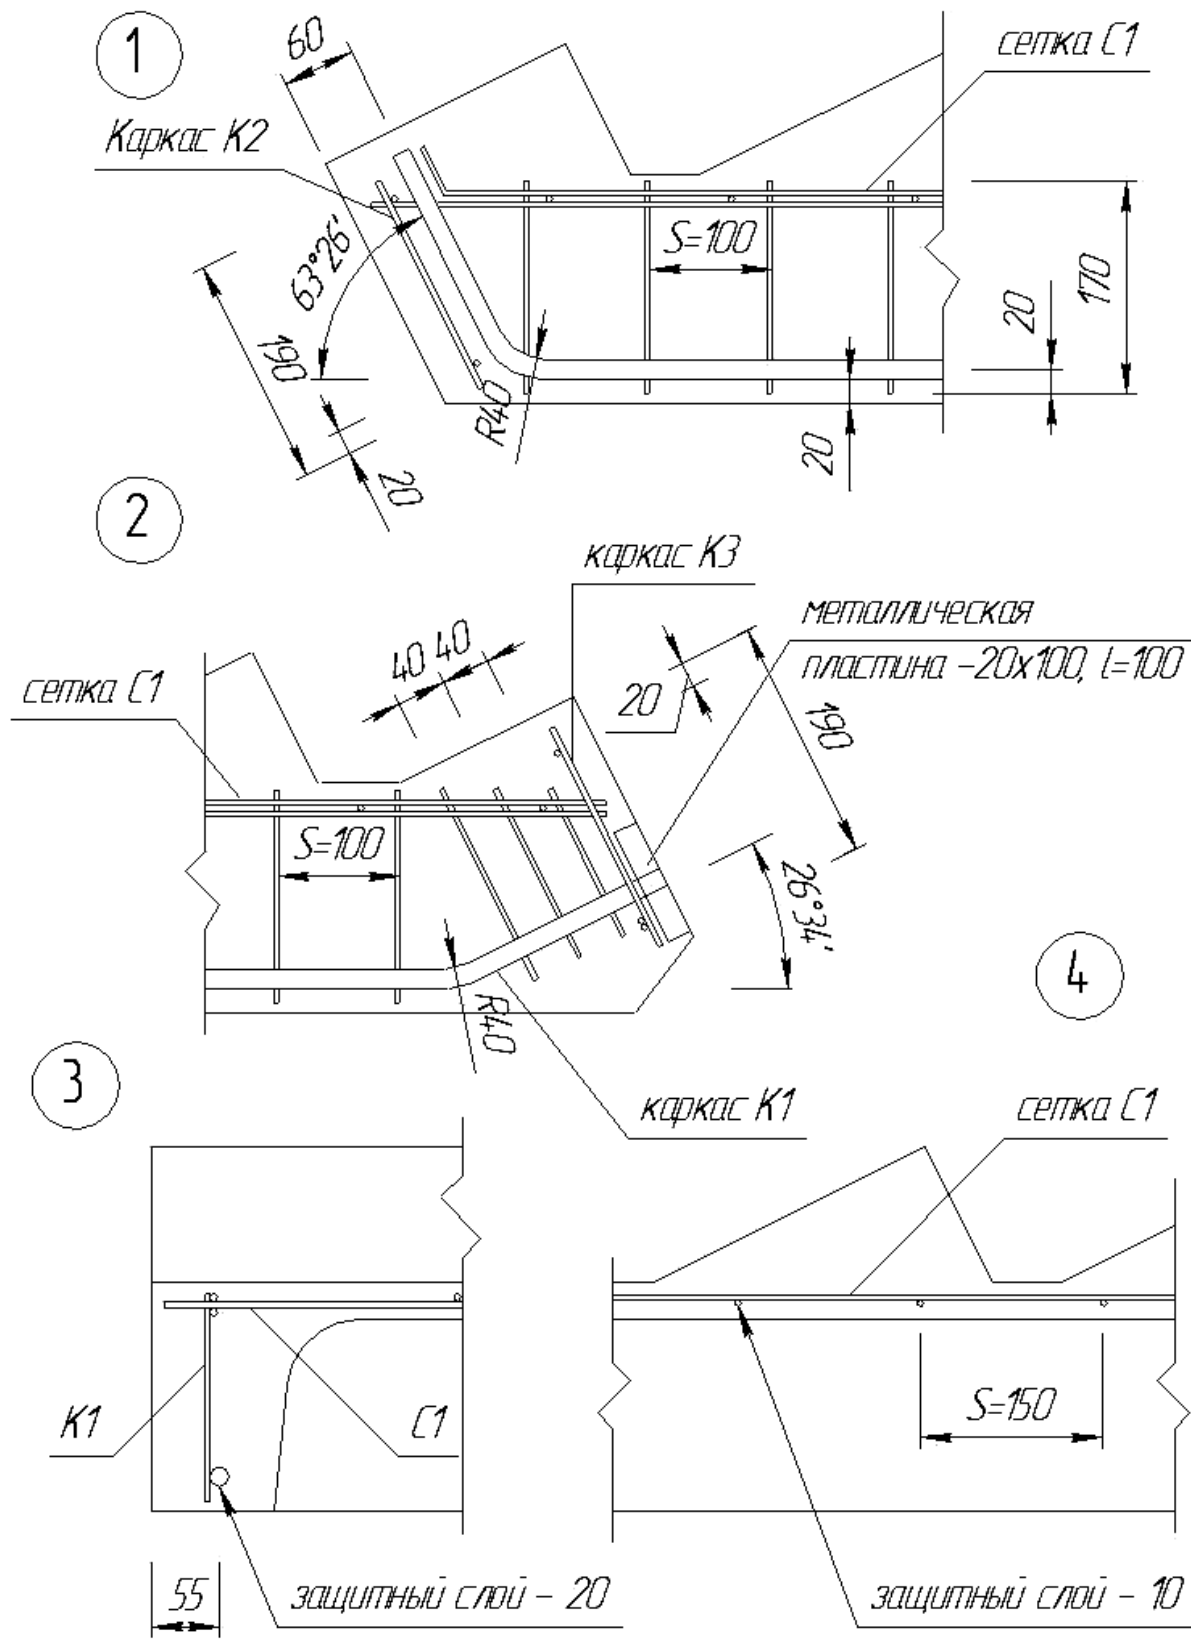 1
60
сетка С1
Каркас К2
S=100
63°26'
170
20
190
R40
20
20
2
каркас К3
металлическая
пластина -20х100, l=100
40 40
сетка С1
20
190
S=100
26°34'
4
R40
3
каркас К1
сетка С1
К1
С1
S=150
55
защитный слой - 20
защитный слой - 10